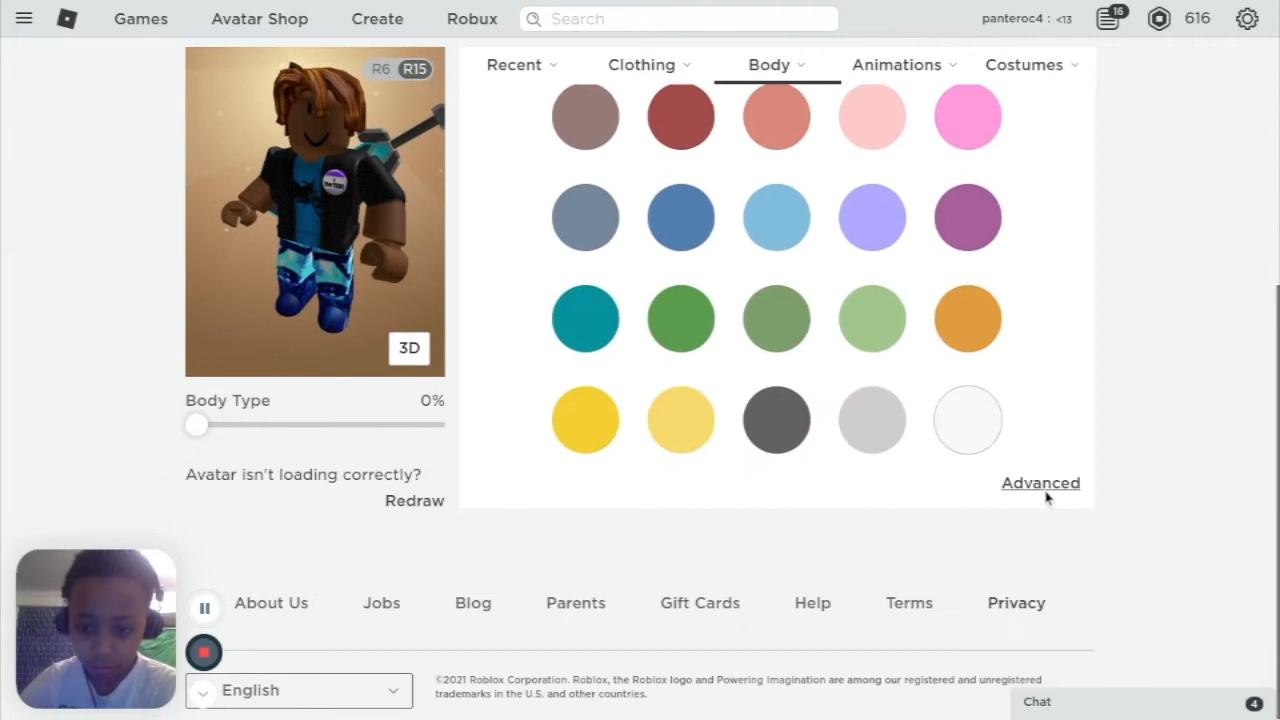 Games
Avatar Shop
Create
Robux
Search
panteroc4 : <13
16
616
R6 R15
Recent
Clothing
Body
Animations
Costumes
3D
Body Type 0%
Avatar isn't loading correctly?
Redraw
Advanced
About Us
Jobs
Blog
Parents
Gift Cards
Help
Terms
Privacy
English
©2021 Roblox Corporation. Roblox, the Roblox logo and Powering Imagination are among our registered and unregistered
trademarks in the U.S. and other countries.
Chat
4